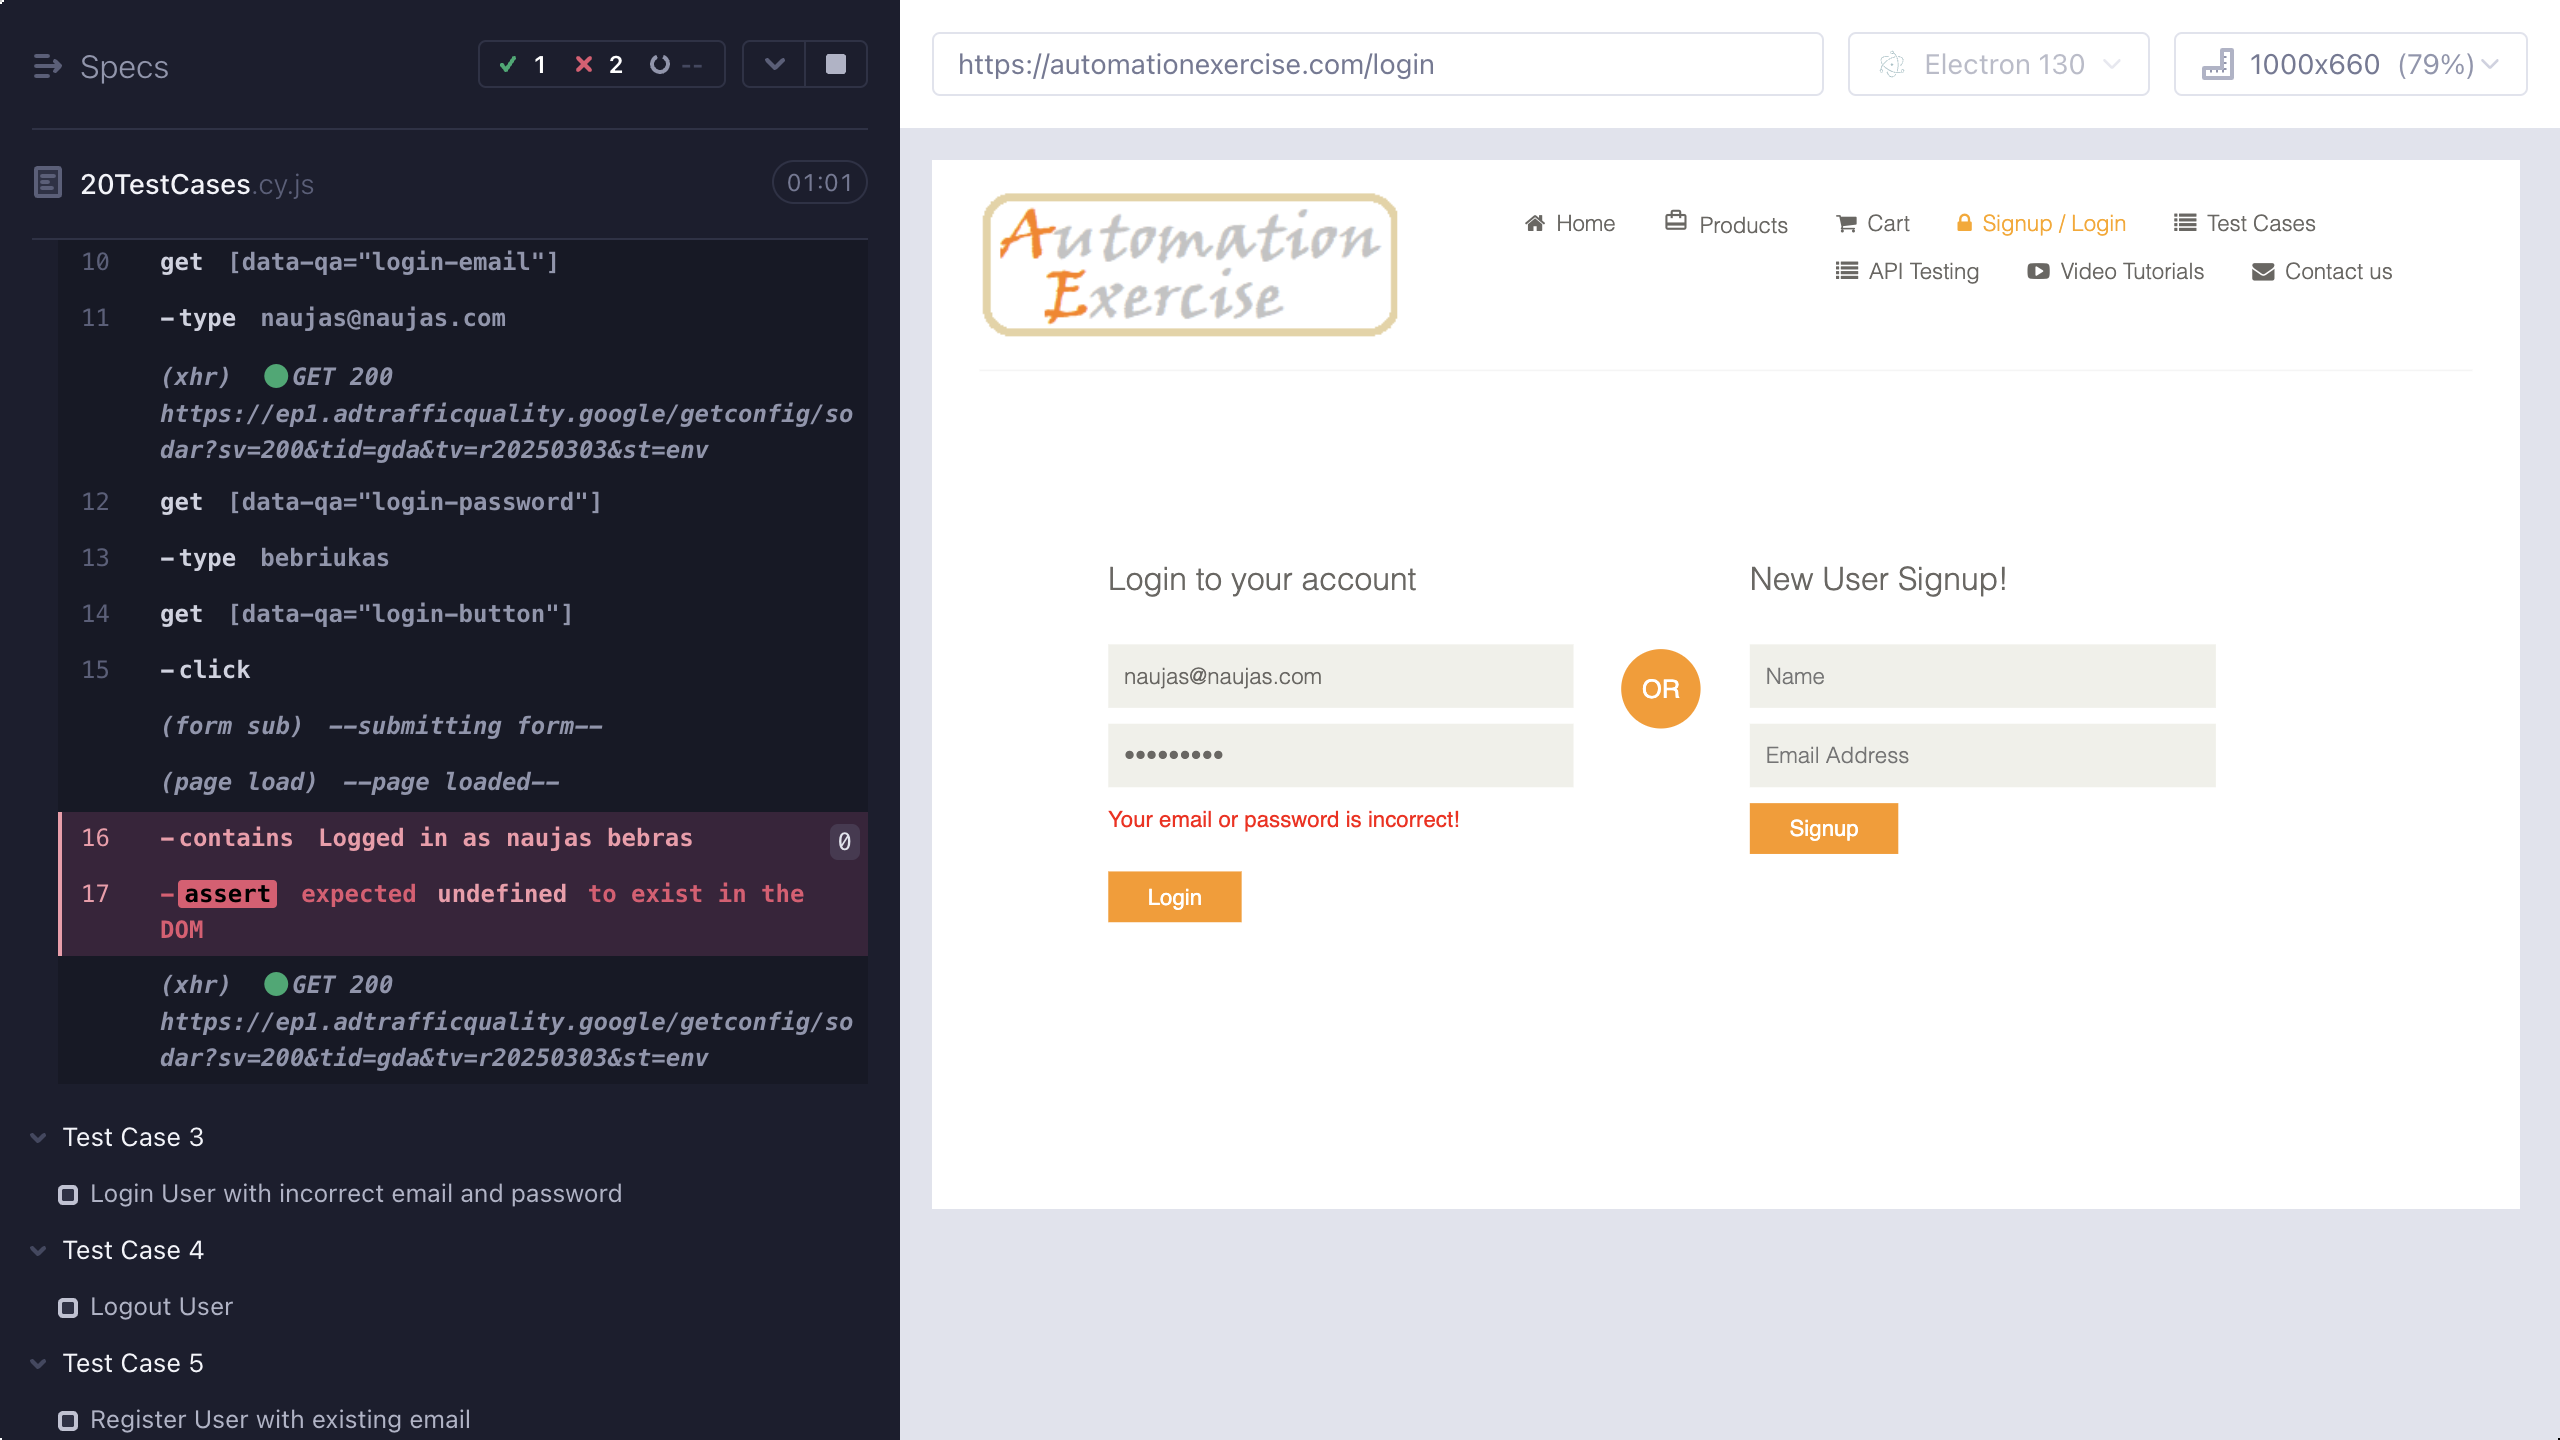 Specs
1
2
--
20TestCases.cy.js
01:01
10 get [data-qa="login-email"]
11 -type naujas@naujas.com
(xhr) GET 200
https://ep1.adtrafficquality.google/getconfig/so
dar?sv=200&tid=gda&tv=r20250303&st=env
12 get [data-qa="login-password"]
13 -type bebriukas
14 get [data-qa="login-button"]
15 -click
(form sub) --submitting form--
(page load) --page loaded--
16 -contains Logged in as naujas bebras 0
17 -assert expected undefined to exist in the
DOM
(xhr) GET 200
https://ep1.adtrafficquality.google/getconfig/so
dar?sv=200&tid=gda&tv=r20250303&st=env
Test Case 3
Login User with incorrect email and password
Test Case 4
Logout User
Test Case 5
Register User with existing email
https://automationexercise.com/login
Electron 130
1000x660 (79%)
Automation
Exercise
Home
Products
Cart
Signup / Login
Test Cases
API Testing
Video Tutorials
Contact us
Login to your account
naujas@naujas.com
•••••••••
Your email or password is incorrect!
Login
OR
New User Signup!
Name
Email Address
Signup